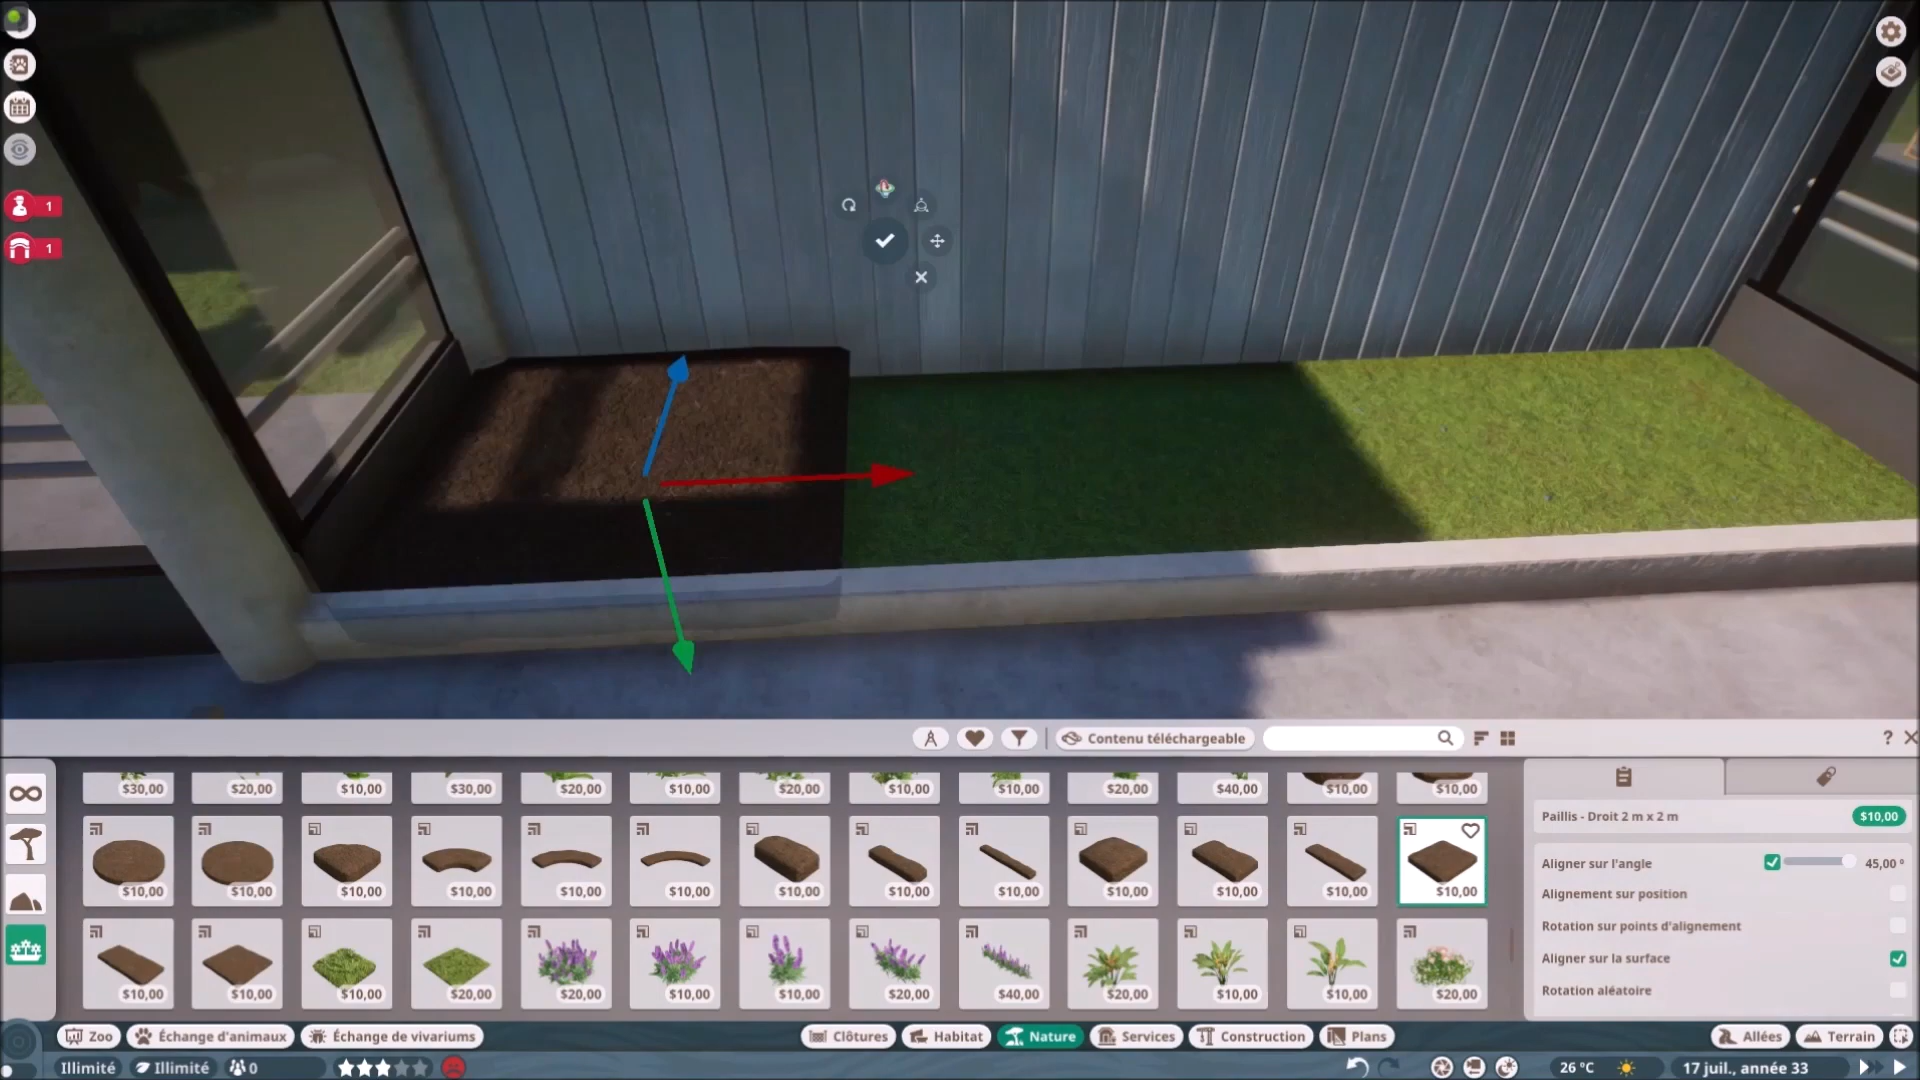 1
1
Contenu téléchargeable
?
$30,00 $20,00 $10,00 $30,00 $20,00 $10,00 $20,00 $10,00 $10,00 $20,00 $40,00 $10,00 $10,00
$10,00 $10,00 $10,00 $10,00 $10,00 $10,00 $10,00 $10,00 $10,00 $10,00 $10,00 $10,00 $10,00
$10,00 $10,00 $10,00 $20,00 $20,00 $10,00 $10,00 $20,00 $40,00 $20,00 $10,00 $10,00 $20,00
Paillis - Droit 2 m x 2 m $10,00
Aligner sur l'angle 45,00 °
Alignement sur position
Rotation sur points d'alignement
Aligner sur la surface
Rotation aléatoire
Zoo Échange d'animaux Échange de vivariums Clôtures Habitat Nature Services Construction Plans Allées Terrain
Illimité Illimité 0 26 °C 17 juil., année 33